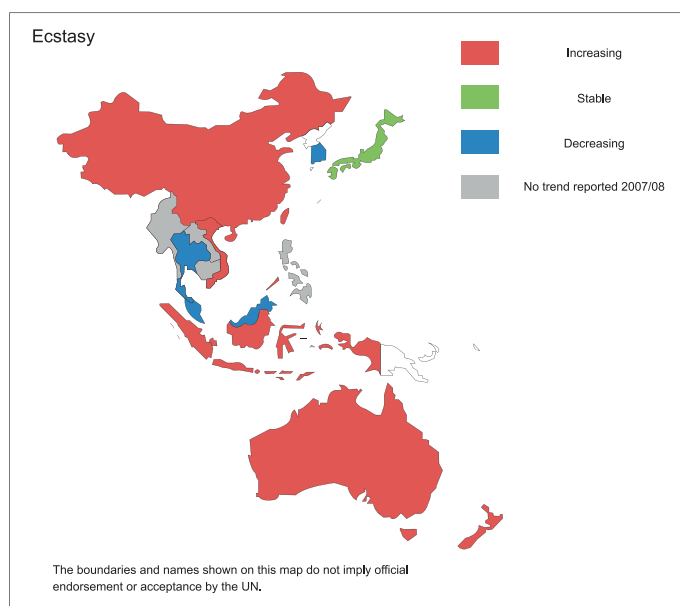 Ecstasy
Increasing
Stable
Decreasing
No trend reported 2007/08
The boundaries and names shown on this map do not imply official
endorsement or acceptance by the UN.